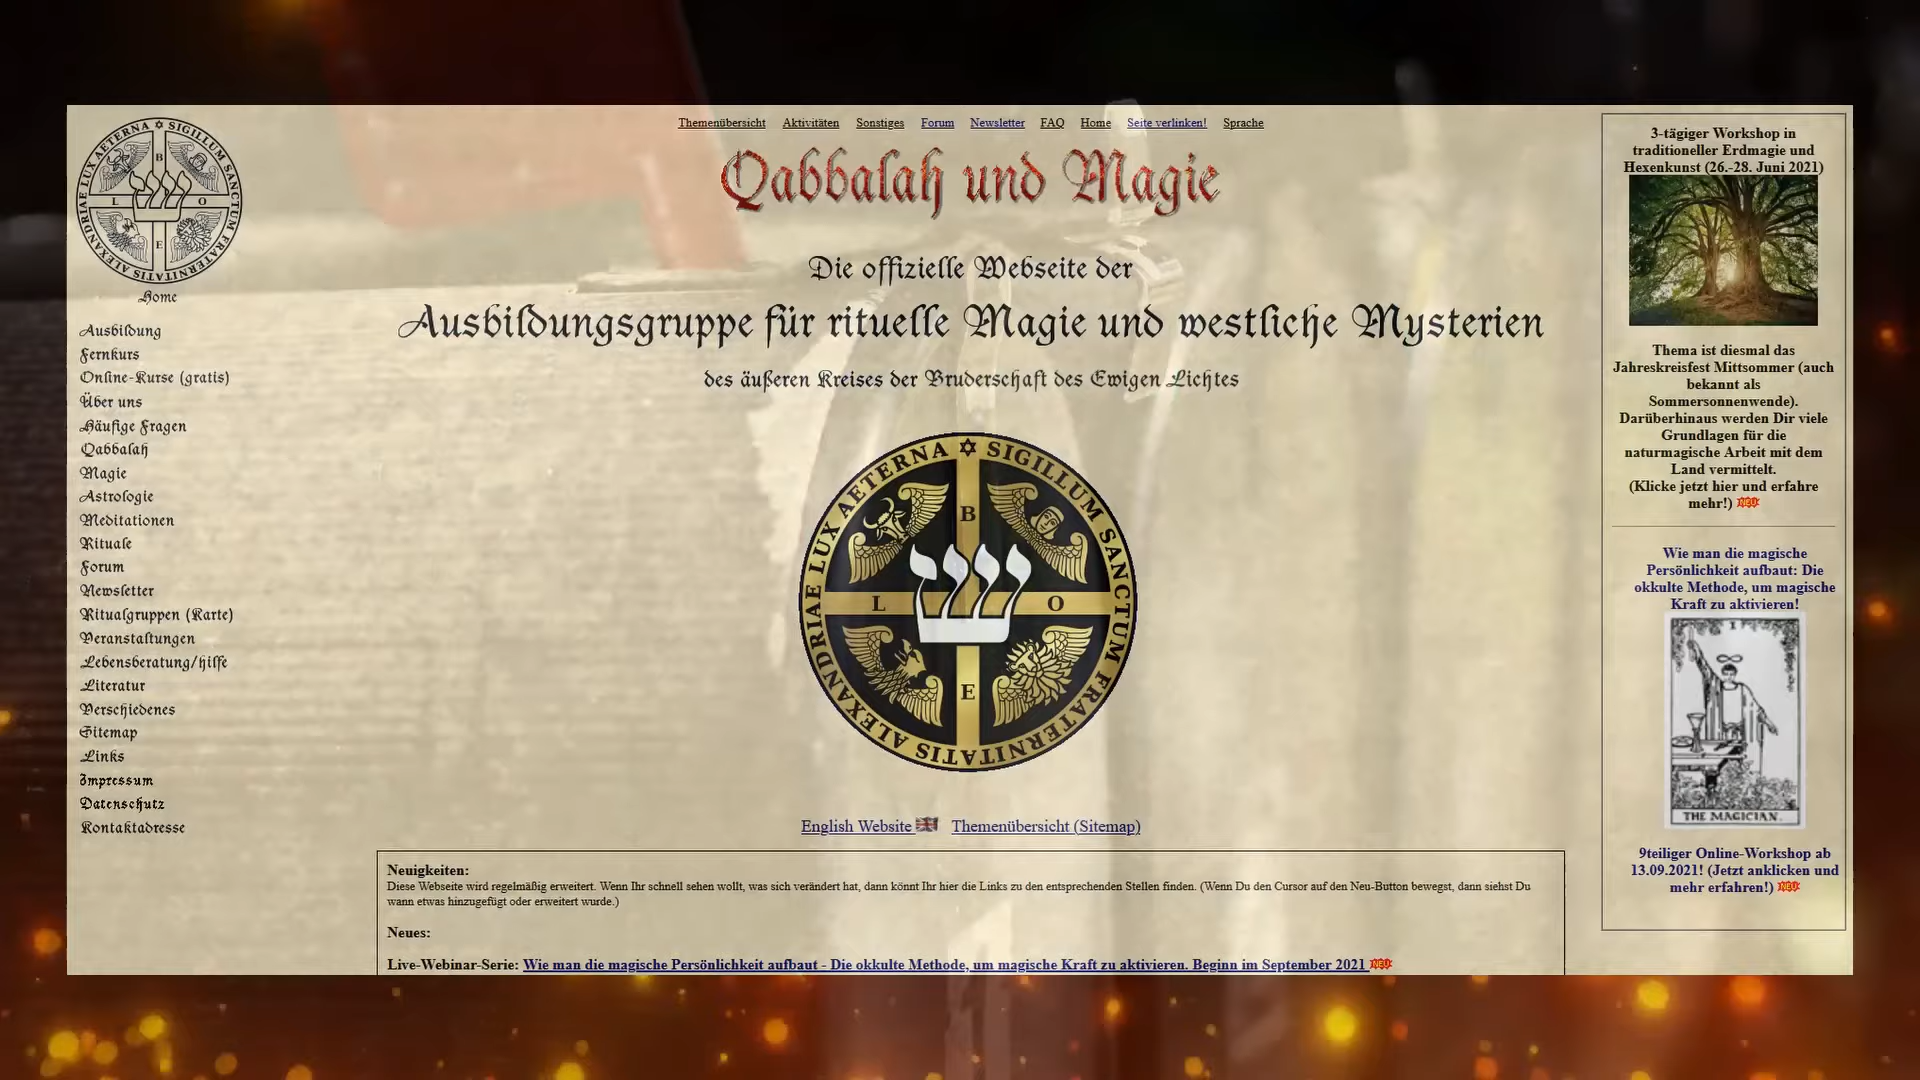 Themenübersicht Aktivitäten Sonstiges Forum Newsletter FAQ Home Seite verlinken! Sprache
Qabbalah und Magie
Die offizielle Webseite der
Ausbildungsgruppe für rituelle Magie und westliche Mysterien
des äußeren Kreises der Bruderschaft des Ewigen Lichtes
SIGILLUM SANCTUM FRATERNITATIS ALEXANDRIAE LUX AETERNA
B
L O
E
Home
Ausbildung
Fernkurs
Online-Kurse (gratis)
Über uns
Häufige Fragen
Qabbalah
Magie
Astrologie
Meditationen
Rituale
Forum
Newsletter
Ritualgruppen (Karte)
Veranstaltungen
Lebensberatung/hilfe
Literatur
Verschiedenes
Sitemap
Links
Impressum
Datenschutz
Kontaktadresse
SIGILLUM SANCTUM FRATERNITATIS ALEXANDRIAE LUX AETERNA
B
L ש O
E
English Website Themenübersicht (Sitemap)
Neuigkeiten:
Diese Webseite wird regelmäßig erweitert. Wenn Ihr schnell sehen wollt, was sich verändert hat, dann könnt Ihr hier die Links zu den entsprechenden Stellen finden. (Wenn Du den Cursor auf den Neu-Button bewegst, dann siehst Du
wann etwas hinzugefügt oder erweitert wurde.)
Neues:
Live-Webinar-Serie: Wie man die magische Persönlichkeit aufbaut - Die okkulte Methode, um magische Kraft zu aktivieren. Beginn im September 2021 NEU
3-tägiger Workshop in
traditioneller Erdmagie und
Hexenkunst (26.-28. Juni 2021)
Thema ist diesmal das
Jahreskreisfest Mittsommer (auch
bekannt als
Sommersonnenwende).
Darüberhinaus werden Dir viele
Grundlagen für die
naturmagische Arbeit mit dem
Land vermittelt.
(Klicke jetzt hier und erfahre
mehr!) NEU
Wie man die magische
Persönlichkeit aufbaut: Die
okkulte Methode, um magische
Kraft zu aktivieren!
I
THE MAGICIAN.
9teiliger Online-Workshop ab
13.09.2021! (Jetzt anklicken und
mehr erfahren!) NEU